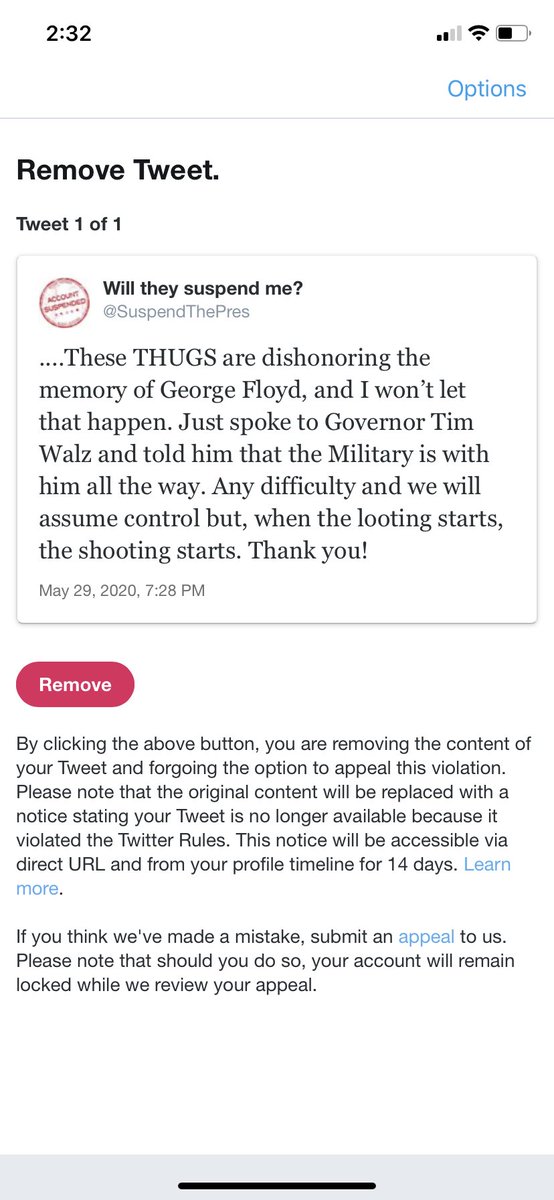 2:32
Options
Remove Tweet.
Tweet 1 of 1
ACCOUNT
SUSPENDED
Will they suspend me?
@SuspendThePres
....These THUGS are dishonoring the
memory of George Floyd, and I won’t let
that happen. Just spoke to Governor Tim
Walz and told him that the Military is with
him all the way. Any difficulty and we will
assume control but, when the looting starts,
the shooting starts. Thank you!
May 29, 2020, 7:28 PM
Remove
By clicking the above button, you are removing the content of
your Tweet and forgoing the option to appeal this violation.
Please note that the original content will be replaced with a
notice stating your Tweet is no longer available because it
violated the Twitter Rules. This notice will be accessible via
direct URL and from your profile timeline for 14 days. Learn
more.
If you think we've made a mistake, submit an appeal to us.
Please note that should you do so, your account will remain
locked while we review your appeal.